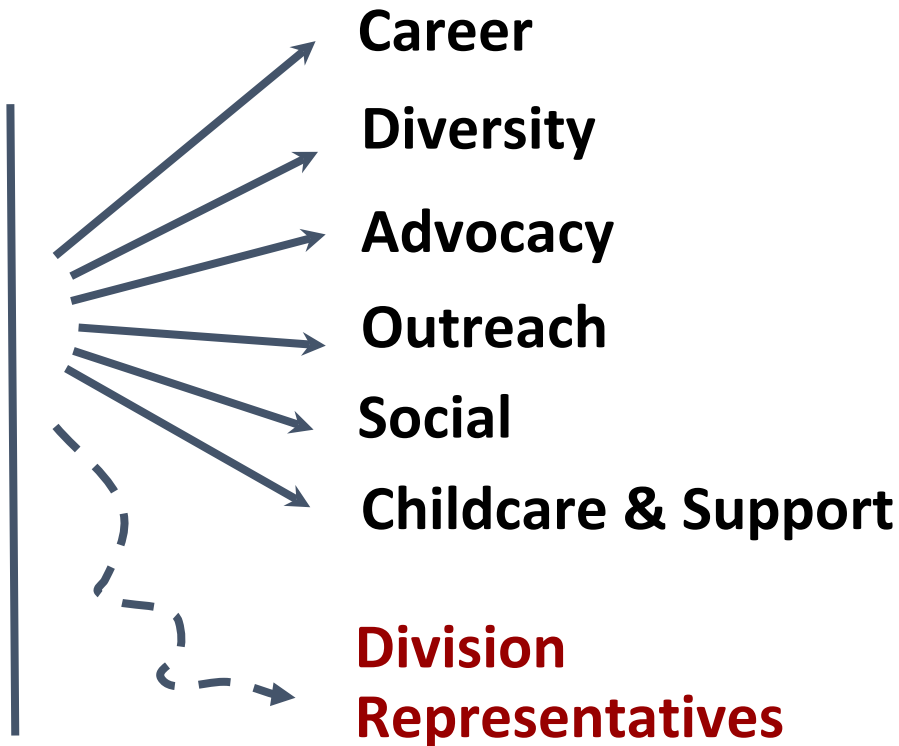 Career
Diversity
Advocacy
Outreach
Social
Childcare & Support
Division
Representatives